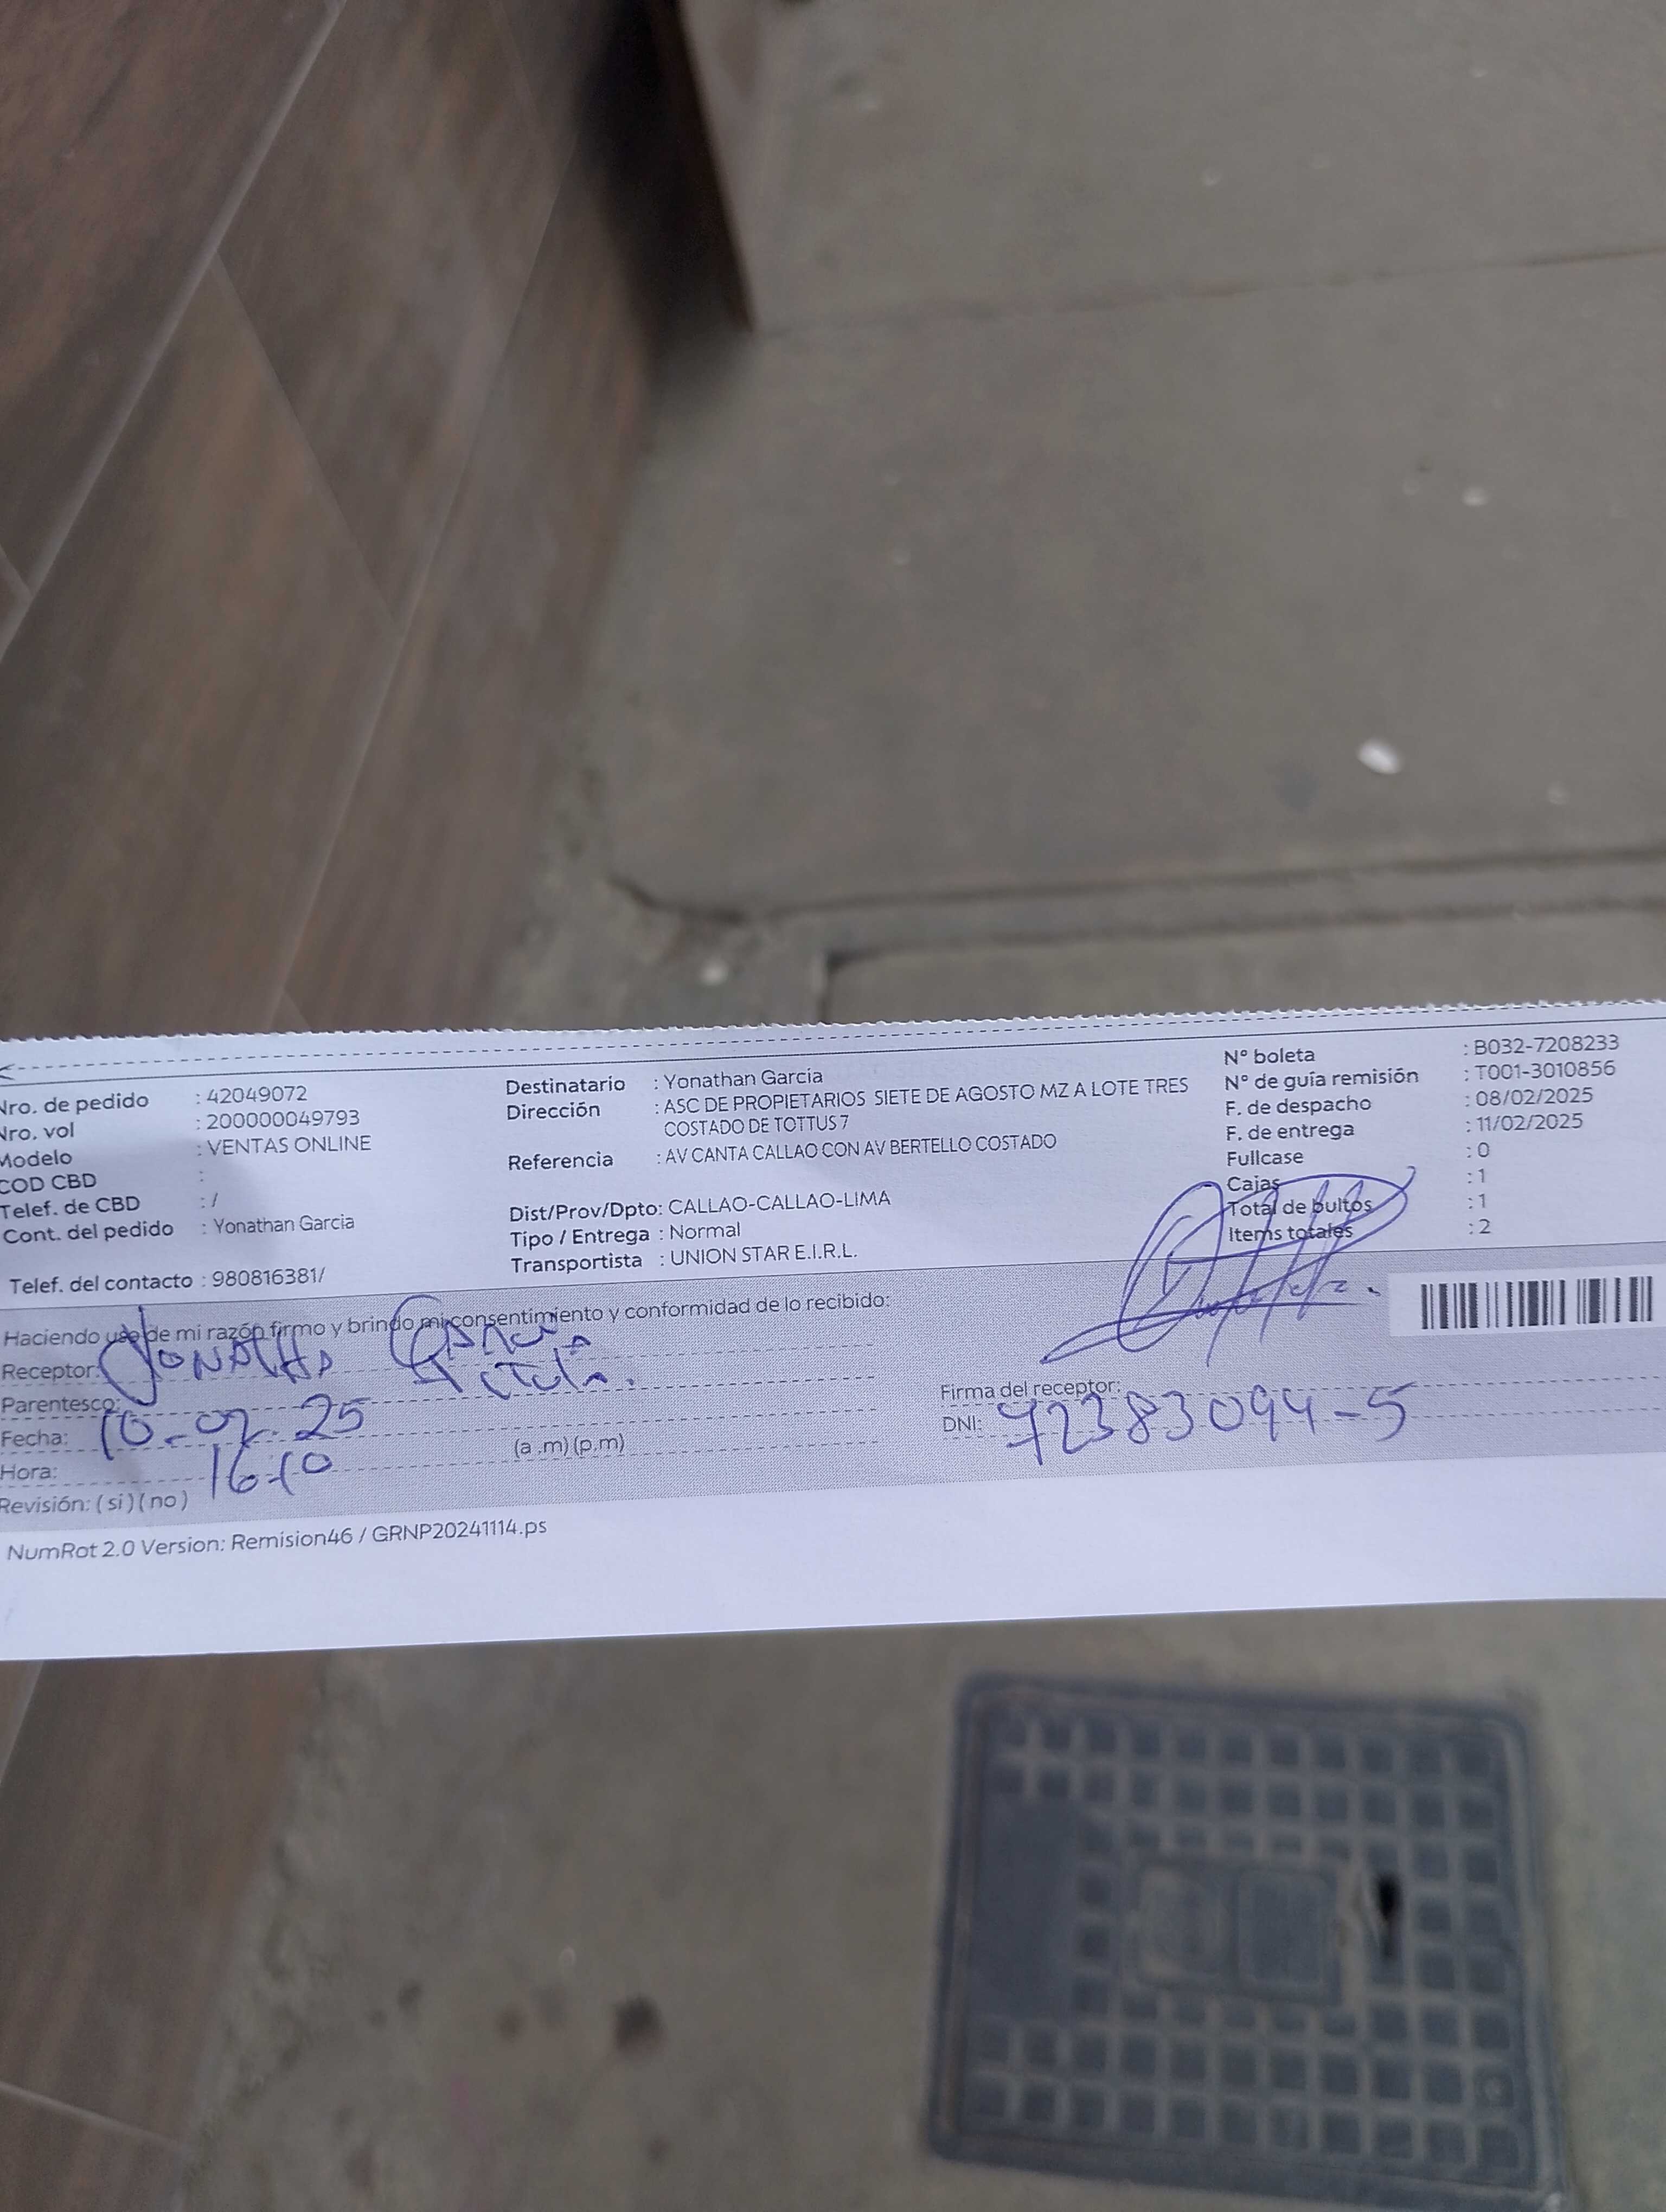 Nro. de pedido : 42049072
Nro. vol : 200000049793
Modelo : VENTAS ONLINE
COD CBD :
Telef. de CBD : /
Cont. del pedido : Yonathan Garcia
Telef. del contacto : 980816381/
Destinatario : Yonathan Garcia
Dirección : ASC DE PROPIETARIOS SIETE DE AGOSTO MZ A LOTE TRES
COSTADO DE TOTTUS 7
Referencia : AV CANTA CALLAO CON AV BERTELLO COSTADO
Dist/Prov/Dpto: CALLAO-CALLAO-LIMA
Tipo / Entrega : Normal
Transportista : UNION STAR E.I.R.L.
N° boleta : B032-7208233
N° de guía remisión : T001-3010856
F. de despacho : 08/02/2025
F. de entrega : 11/02/2025
Fullcase : 0
Cajas : 1
Total de bultos : 1
Items totales : 2
Haciendo uso de mi razón firmo y brindo mi consentimiento y conformidad de lo recibido:
Receptor:
Parentesco:
Fecha: 10-02-25
Hora: 16:10 (a .m) (p.m)
Revisión: ( si ) ( no )
Firma del receptor:
DNI: 72383094-5
NumRot 2.0 Version: Remision46 / GRNP20241114.ps